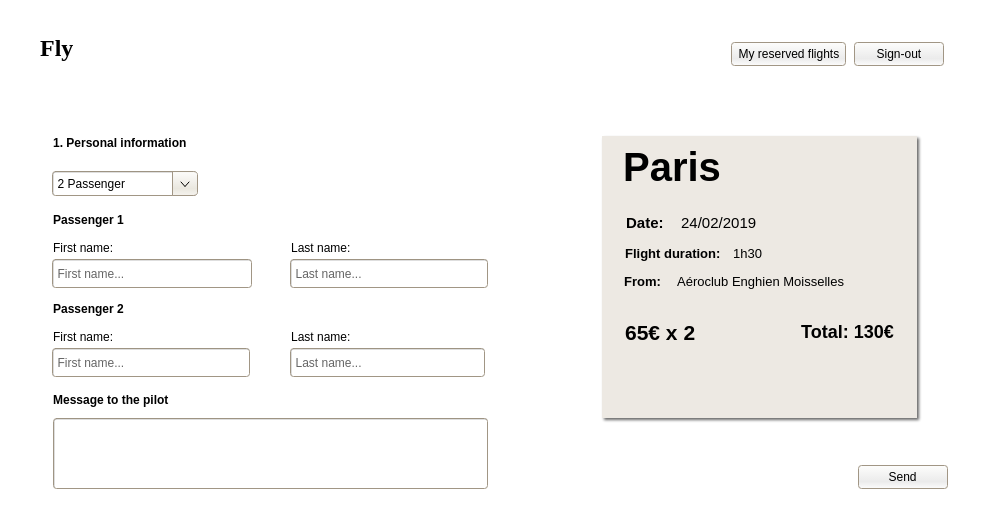 Fly
My reserved flights
Sign-out
1. Personal information
2 Passenger
Passenger 1
First name:
Last name:
First name...
Last name...
Passenger 2
First name:
Last name:
First name...
Last name...
Message to the pilot
Paris
Date: 24/02/2019
Flight duration: 1h30
From: Aéroclub Enghien Moisselles
65€ x 2
Total: 130€
Send